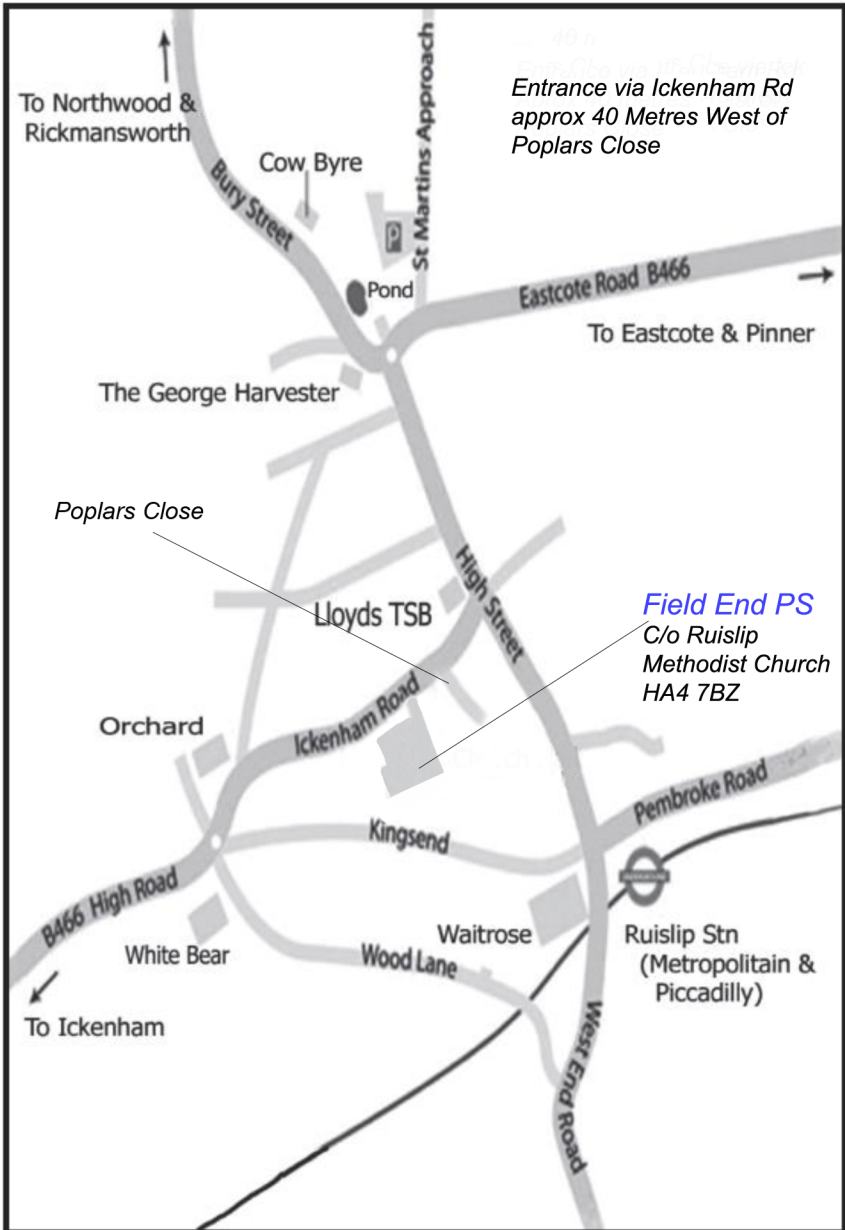 To Northwood &
Rickmansworth
St Martins Approach
Entrance via Ickenham Rd
approx 40 Metres West of
Poplars Close
Cow Byre
Bury Street
P
Pond
Eastcote Road B466
To Eastcote & Pinner
The George Harvester
Poplars Close
High Street
Lloyds TSB
Field End PS
C/o Ruislip
Methodist Church
HA4 7BZ
Ickenham Road
Orchard
Pembroke Road
Kingsend
B466 High Road
Waitrose
Ruislip Stn
(Metropolitain &
Piccadilly)
White Bear
Wood Lane
To Ickenham
West End Road